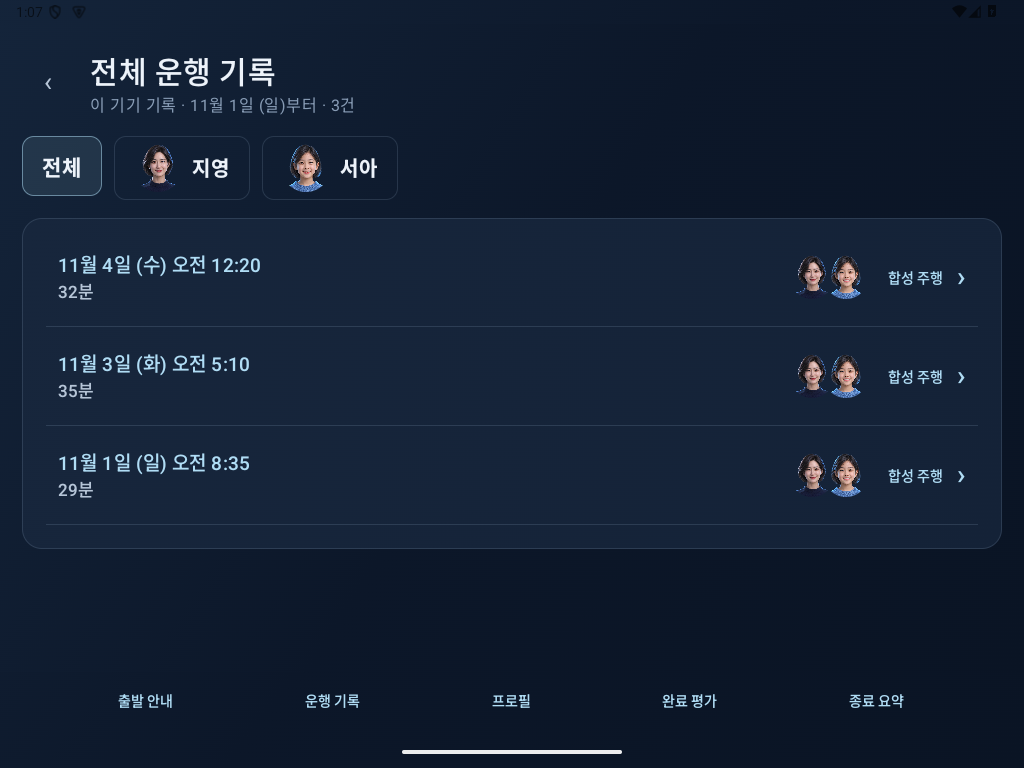 1:07
전체 운행 기록
이 기기 기록 · 11월 1일 (일)부터 · 3건
전체
지영
서아
11월 4일 (수) 오전 12:20
32분
합성 주행
11월 3일 (화) 오전 5:10
35분
합성 주행
11월 1일 (일) 오전 8:35
29분
합성 주행
출발 안내
운행 기록
프로필
완료 평가
종료 요약